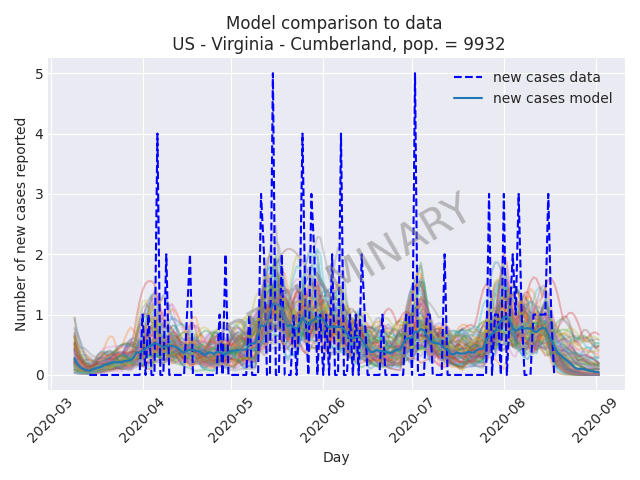 Model comparison to data
US - Virginia - Cumberland, pop. = 9932
Number of new cases reported
5
4
3
2
1
0
new cases data
new cases model
2020-03
2020-04
2020-05
2020-06
2020-07
2020-08
2020-09
Day